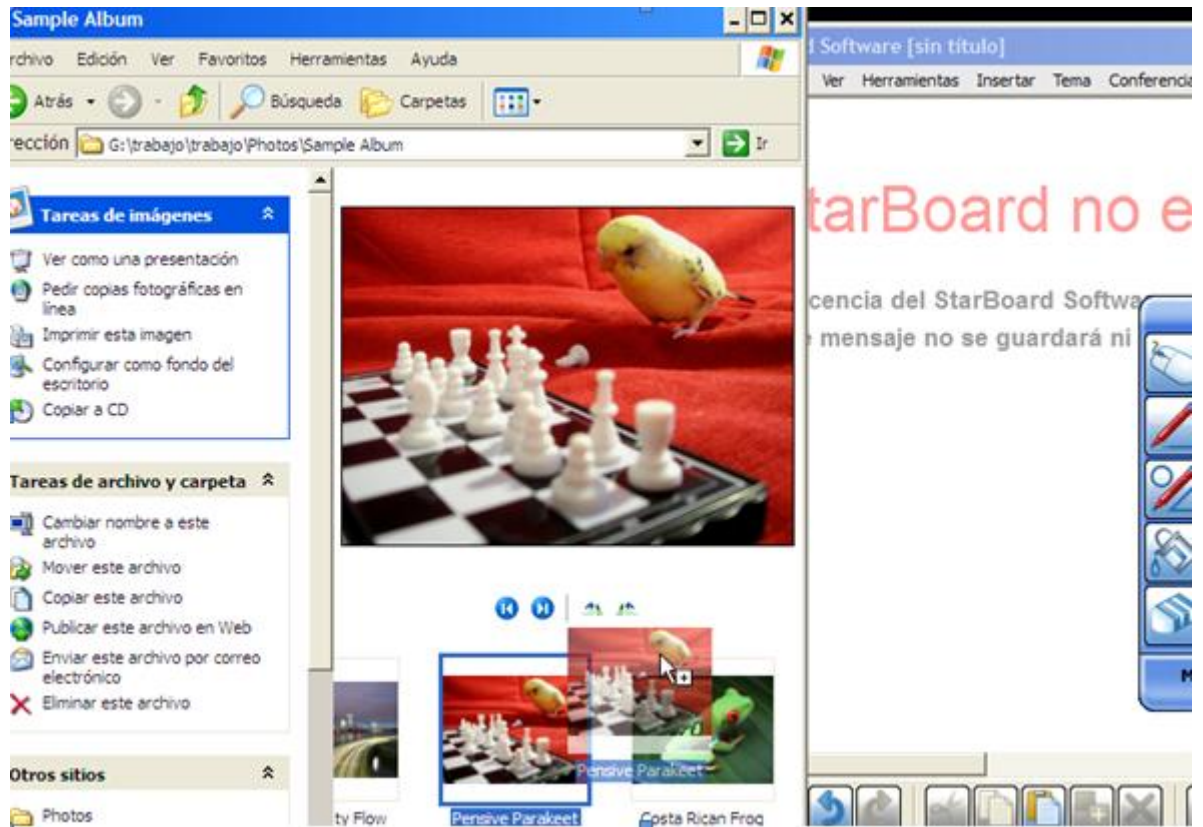 Sample Album
rchivo Edición Ver Favoritos Herramientas Ayuda
Atrás Búsqueda Carpetas
rección G:\trabajo\trabajo\Photos\Sample Album Ir
Tareas de imágenes
Ver como una presentación
Pedir copias fotográficas en
línea
Imprimir esta imagen
Configurar como fondo del
escritorio
Copiar a CD
Tareas de archivo y carpeta
Cambiar nombre a este
archivo
Mover este archivo
Copiar este archivo
Publicar este archivo en Web
Enviar este archivo por correo
electrónico
Eliminar este archivo
Otros sitios
Photos
Pensive Parakeet
ty Flow
Pensive Parakeet
Costa Rican Frog
d Software [sin título]
Ver Herramientas Insertar Tema Conferencia
tarBoard no e
cencia del StarBoard Softwa
mensaje no se guardará ni
M